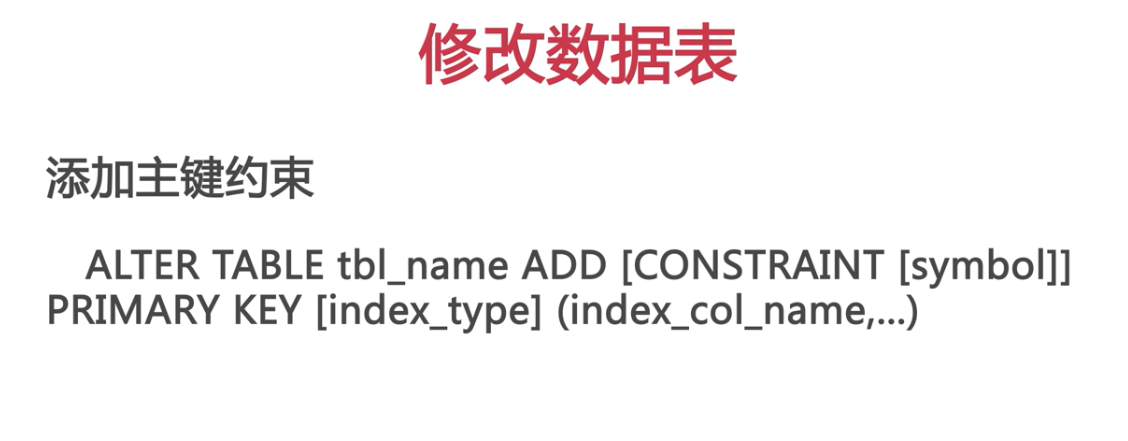 修改数据表
添加主键约束
ALTER TABLE tbl_name ADD [CONSTRAINT [symbol]]
PRIMARY KEY [index_type] (index_col_name,...)